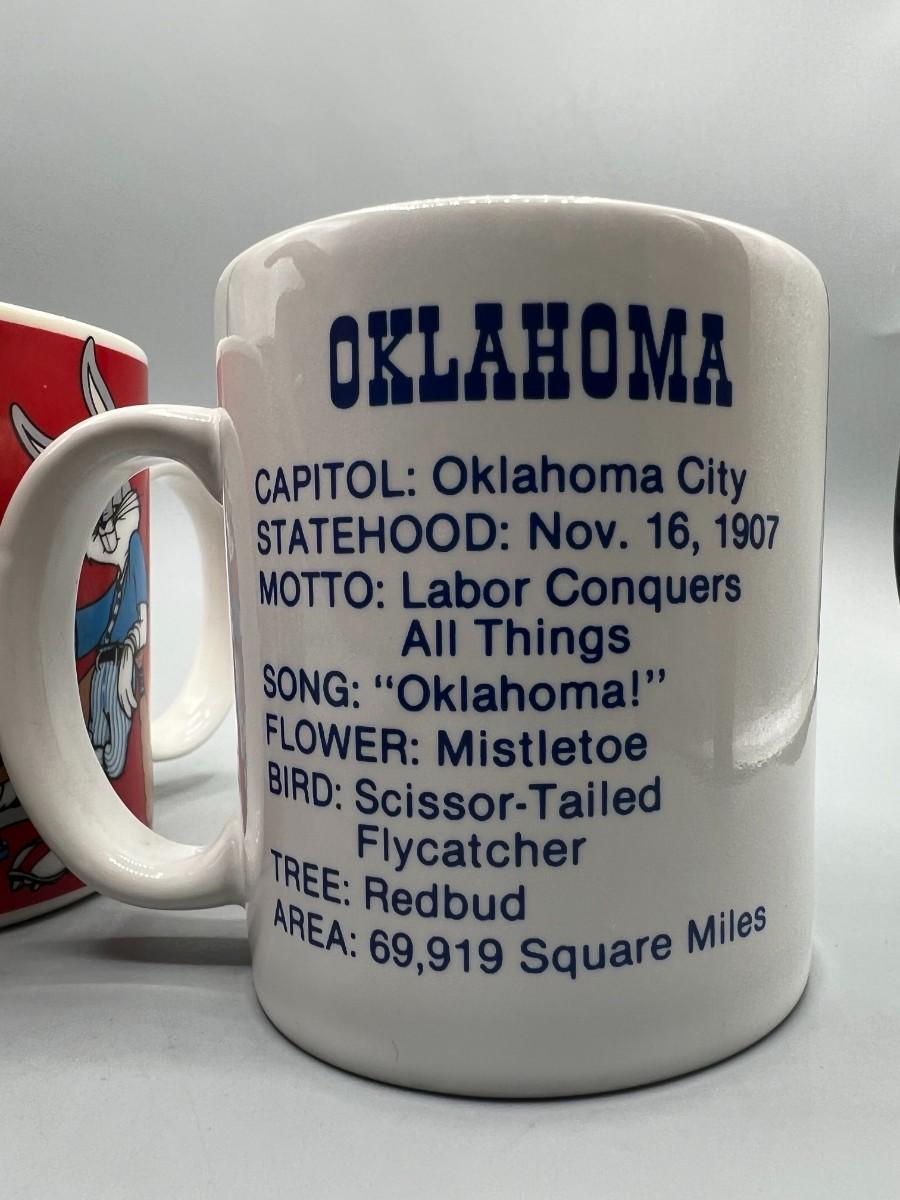 OKLAHOMA
CAPITOL: Oklahoma City
STATEHOOD: Nov. 16, 1907
MOTTO: Labor Conquers
All Things
SONG: “Oklahoma!”
FLOWER: Mistletoe
BIRD: Scissor-Tailed
Flycatcher
TREE: Redbud
AREA: 69,919 Square Miles